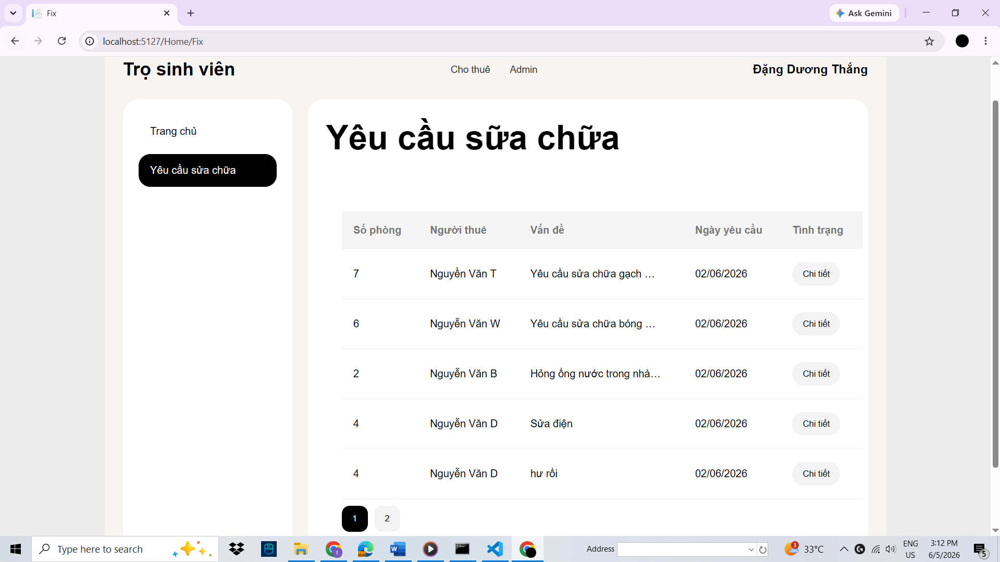 Fix
Ask Gemini
localhost:5127/Home/Fix
Trọ sinh viên
Cho thuê
Admin
Đặng Dương Thắng
Trang chủ
Yêu cầu sửa chữa
Yêu cầu sữa chữa
Số phòng Người thuê Vấn đề Ngày yêu cầu Tình trạng
7 Nguyễn Văn T Yêu cầu sửa chữa gạch … 02/06/2026 Chi tiết
6 Nguyễn Văn W Yêu cầu sửa chữa bóng … 02/06/2026 Chi tiết
2 Nguyễn Văn B Hỏng ống nước trong nhà… 02/06/2026 Chi tiết
4 Nguyễn Văn D Sửa điện 02/06/2026 Chi tiết
4 Nguyễn Văn D hư rồi 02/06/2026 Chi tiết
1 2
Type here to search
Address
3
33°C
ENG
US
3:12 PM
6/5/2026
5